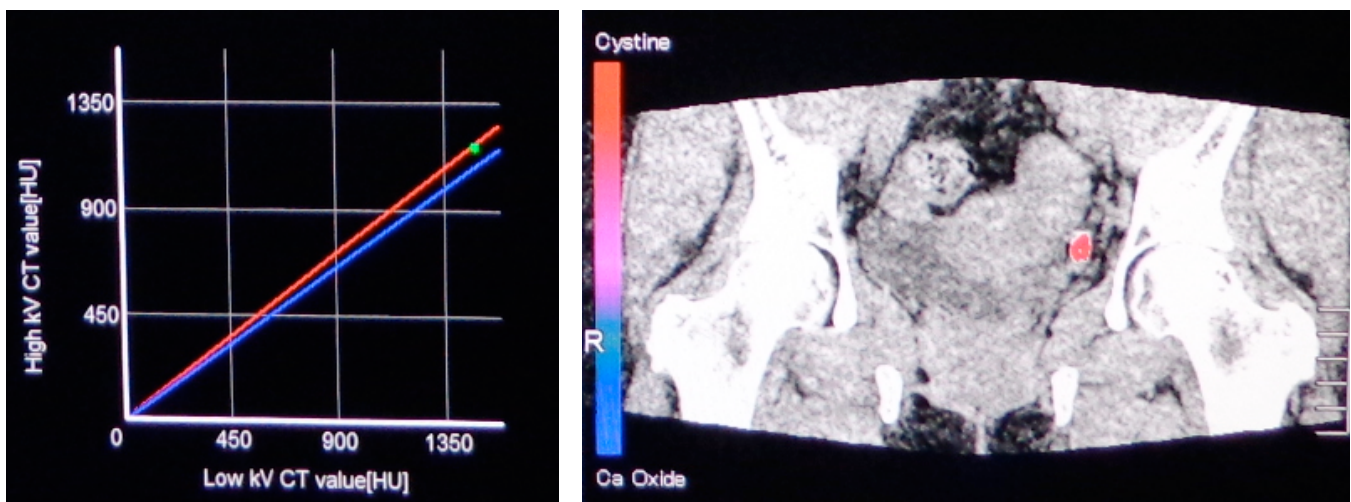 High kV CT value[HU]
1350
900
450
0
450
900
1350
Low kV CT value[HU]
Cystine
R
Ca Oxide